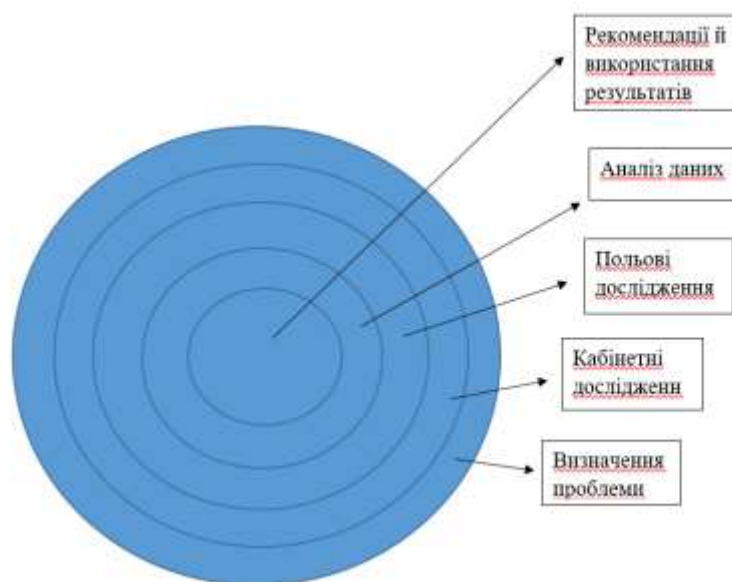 Рекомендації й
використання
результатів
Аналіз даних
Польові
дослідження
Кабінетні
дослідженн
Визначення
проблеми